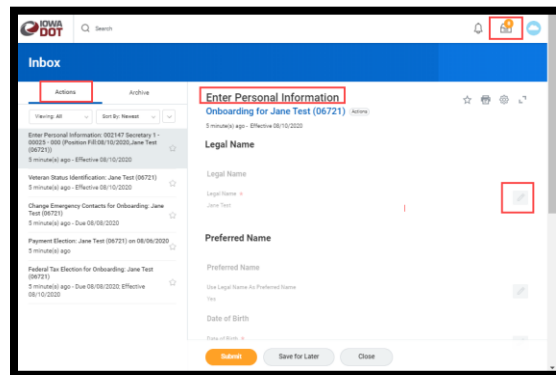 IOWA
DOT
Search
Inbox
Actions
Archive
Viewing: All
Sort By: Newest
Enter Personal Information: 002147 Secretary 1 -
00025 - 000 (Position Fill:08/10/2020, Jane Test
(06721))
5 minute(s) ago - Effective 08/10/2020
Veteran Status Identification: Jane Test (06721)
5 minute(s) ago - Effective 08/10/2020
Change Emergency Contacts for Onboarding: Jane
Test (06721)
5 minute(s) ago - Due 08/08/2020
Payment Election: Jane Test (06721) on 08/06/2020
5 minute(s) ago
Federal Tax Election for Onboarding: Jane Test
(06721)
5 minute(s) ago - Due 08/08/2020; Effective
08/10/2020
Enter Personal Information
Onboarding for Jane Test (06721) Actions
5 minute(s) ago - Effective 08/10/2020
Legal Name
Legal Name
Legal Name *
Jane Test
Preferred Name
Preferred Name
Use Legal Name As Preferred Name
Yes
Date of Birth
Date of Birth *
Submit
Save for Later
Close